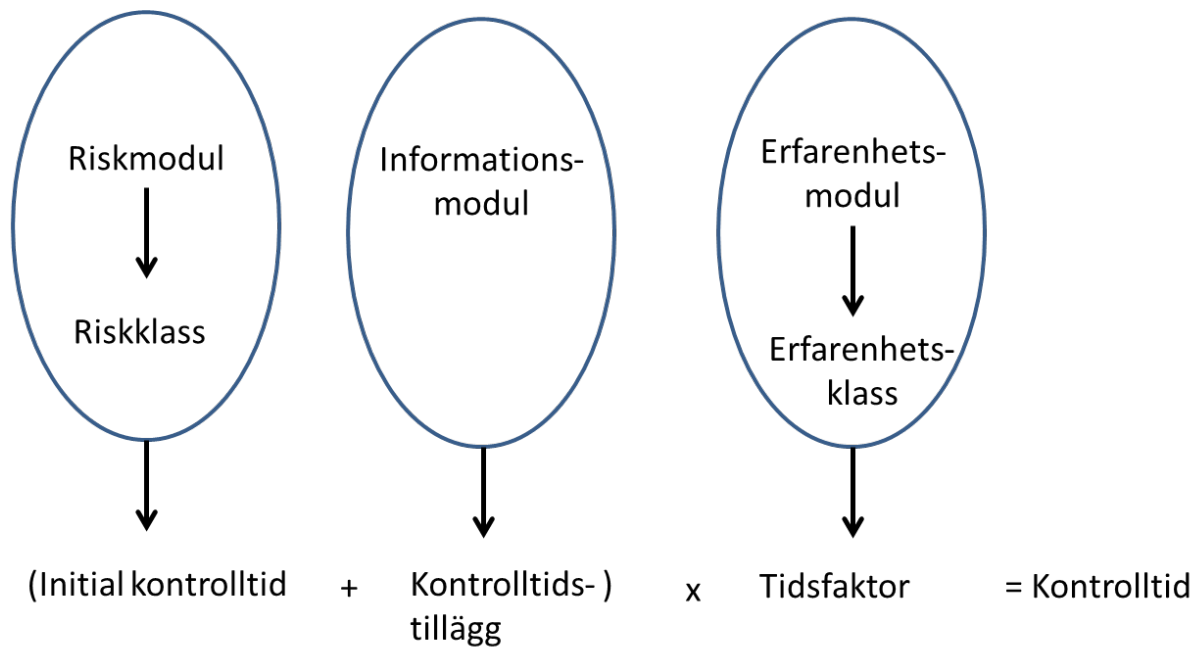 Riskmodul
Riskklass
Informations-
modul
Erfarenhets-
modul
Erfarenhets-
klass
(Initial kontrolltid + Kontrolltids- ) x Tidsfaktor = Kontrolltid
tillägg